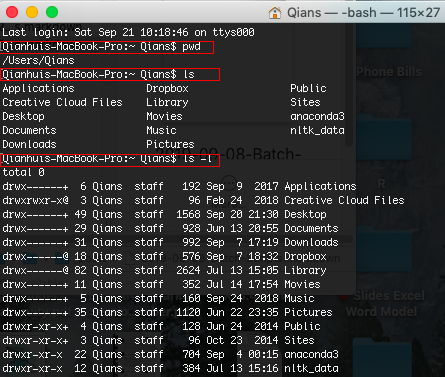 Qians — -bash — 115×27
Last login: Sat Sep 21 10:18:46 on ttys000
Qianhuis-MacBook-Pro:~ Qians$ pwd
/Users/Qians
Qianhuis-MacBook-Pro:~ Qians$ ls
Applications Dropbox Public
Creative Cloud Files Library Sites
Desktop Movies anaconda3
Documents Music nltk_data
Downloads Pictures
Qianhuis-MacBook-Pro:~ Qians$ ls -l
total 0
drwx------+ 6 Qians staff 192 Sep 9 2017 Applications
drwxrwxr-x@ 3 Qians staff 96 Feb 24 2018 Creative Cloud Files
drwx------+ 49 Qians staff 1568 Sep 20 21:30 Desktop
drwx------+ 29 Qians staff 928 Jun 13 20:55 Documents
drwx------+ 31 Qians staff 992 Sep 7 17:19 Downloads
drwx------@ 18 Qians staff 576 Sep 7 18:32 Dropbox
drwx------@ 82 Qians staff 2624 Jul 13 15:05 Library
drwx------+ 11 Qians staff 352 Jul 14 17:54 Movies
drwx------+ 5 Qians staff 160 Sep 24 2018 Music
drwx------+ 35 Qians staff 1120 Jun 22 23:35 Pictures
drwxr-xr-x+ 4 Qians staff 128 Jun 24 2014 Public
drwxr-xr-x+ 3 Qians staff 96 Oct 23 2014 Sites
drwxr-xr-x 22 Qians staff 704 Sep 4 00:15 anaconda3
drwxr-xr-x 12 Qians staff 384 Jul 13 15:16 nltk_data
Phone Bills
-09-08-Batch-
R
Slides Excel
Word Model